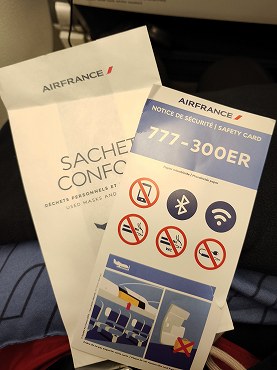 AIRFRANCE
SACHET
CONFO
DÉCHETS PERSONNELS ET
USED MASKS AND
AIRFRANCE
NOTICE DE SÉCURITÉ | SAFETY CARD
777-300ER